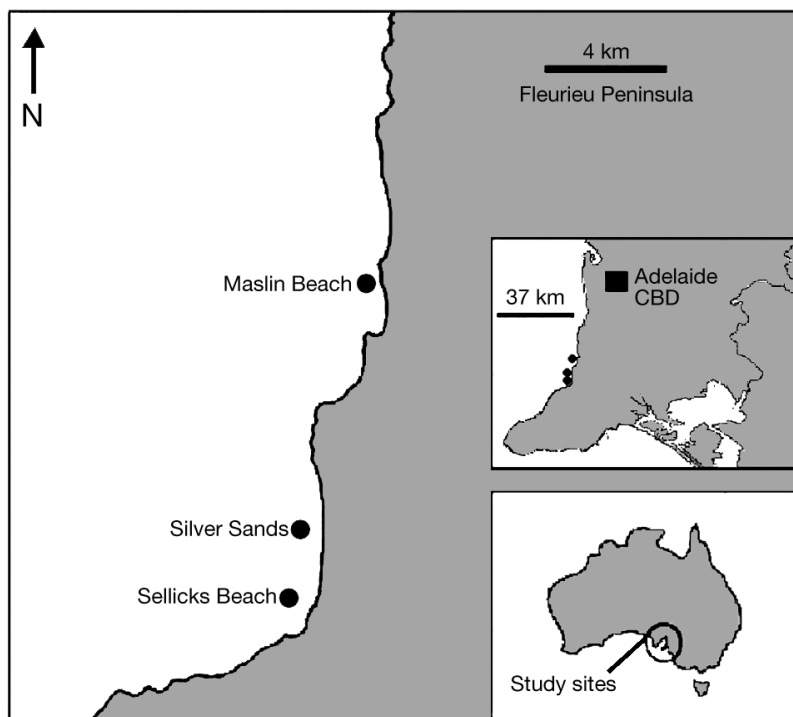 N
4 km
Fleurieu Peninsula
Maslin Beach
Adelaide
CBD
37 km
Silver Sands
Sellicks Beach
Study sites